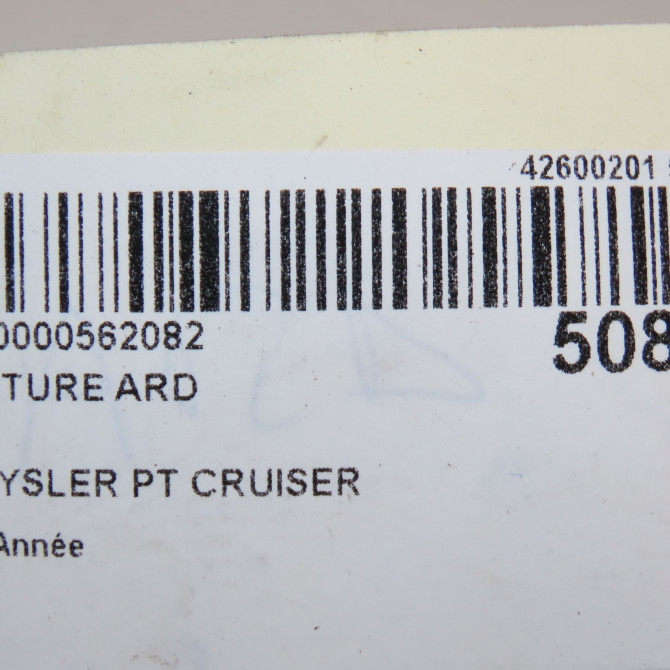 42600201
0000562082
508
TURE ARD
YSLER PT CRUISER
Année